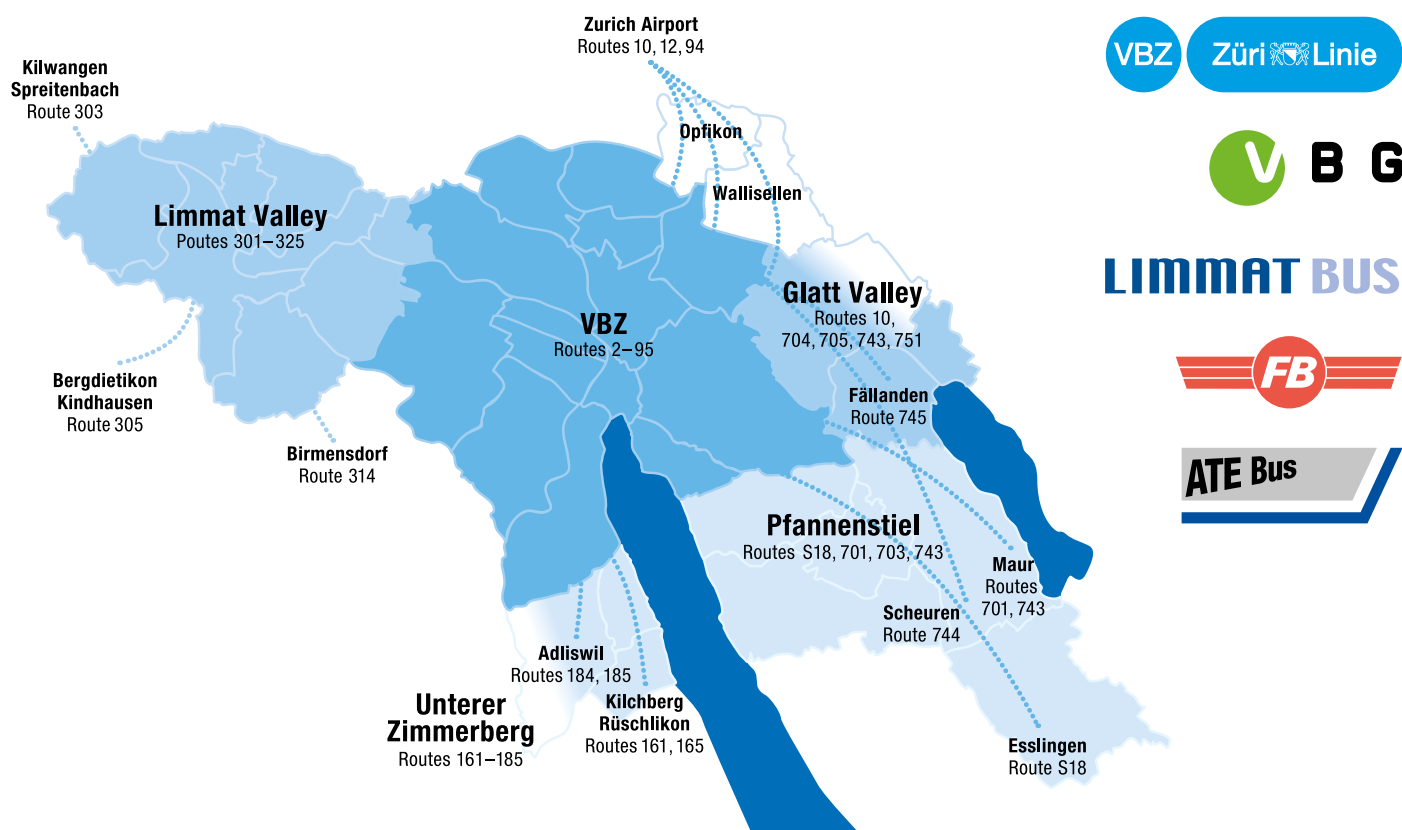 Zurich Airport
Routes 10, 12, 94
Kilwangen
Spreitenbach
Route 303
Opfikon
Wallisellen
Limmat Valley
Poutes 301–325
Glatt Valley
Routes 10,
704, 705, 743, 751
VBZ
Routes 2–95
Bergdietikon
Kindhausen
Route 305
Fällanden
Route 745
Birmensdorf
Route 314
Pfannenstiel
Routes S18, 701, 703, 743
Maur
Routes
701, 743
Scheuren
Route 744
Adliswil
Routes 184, 185
Unterer
Zimmerberg
Routes 161–185
Kilchberg
Rüschlikon
Routes 161, 165
Esslingen
Route S18
VBZ Züri Linie
V B G
LIMMAT BUS
FB
ATE Bus